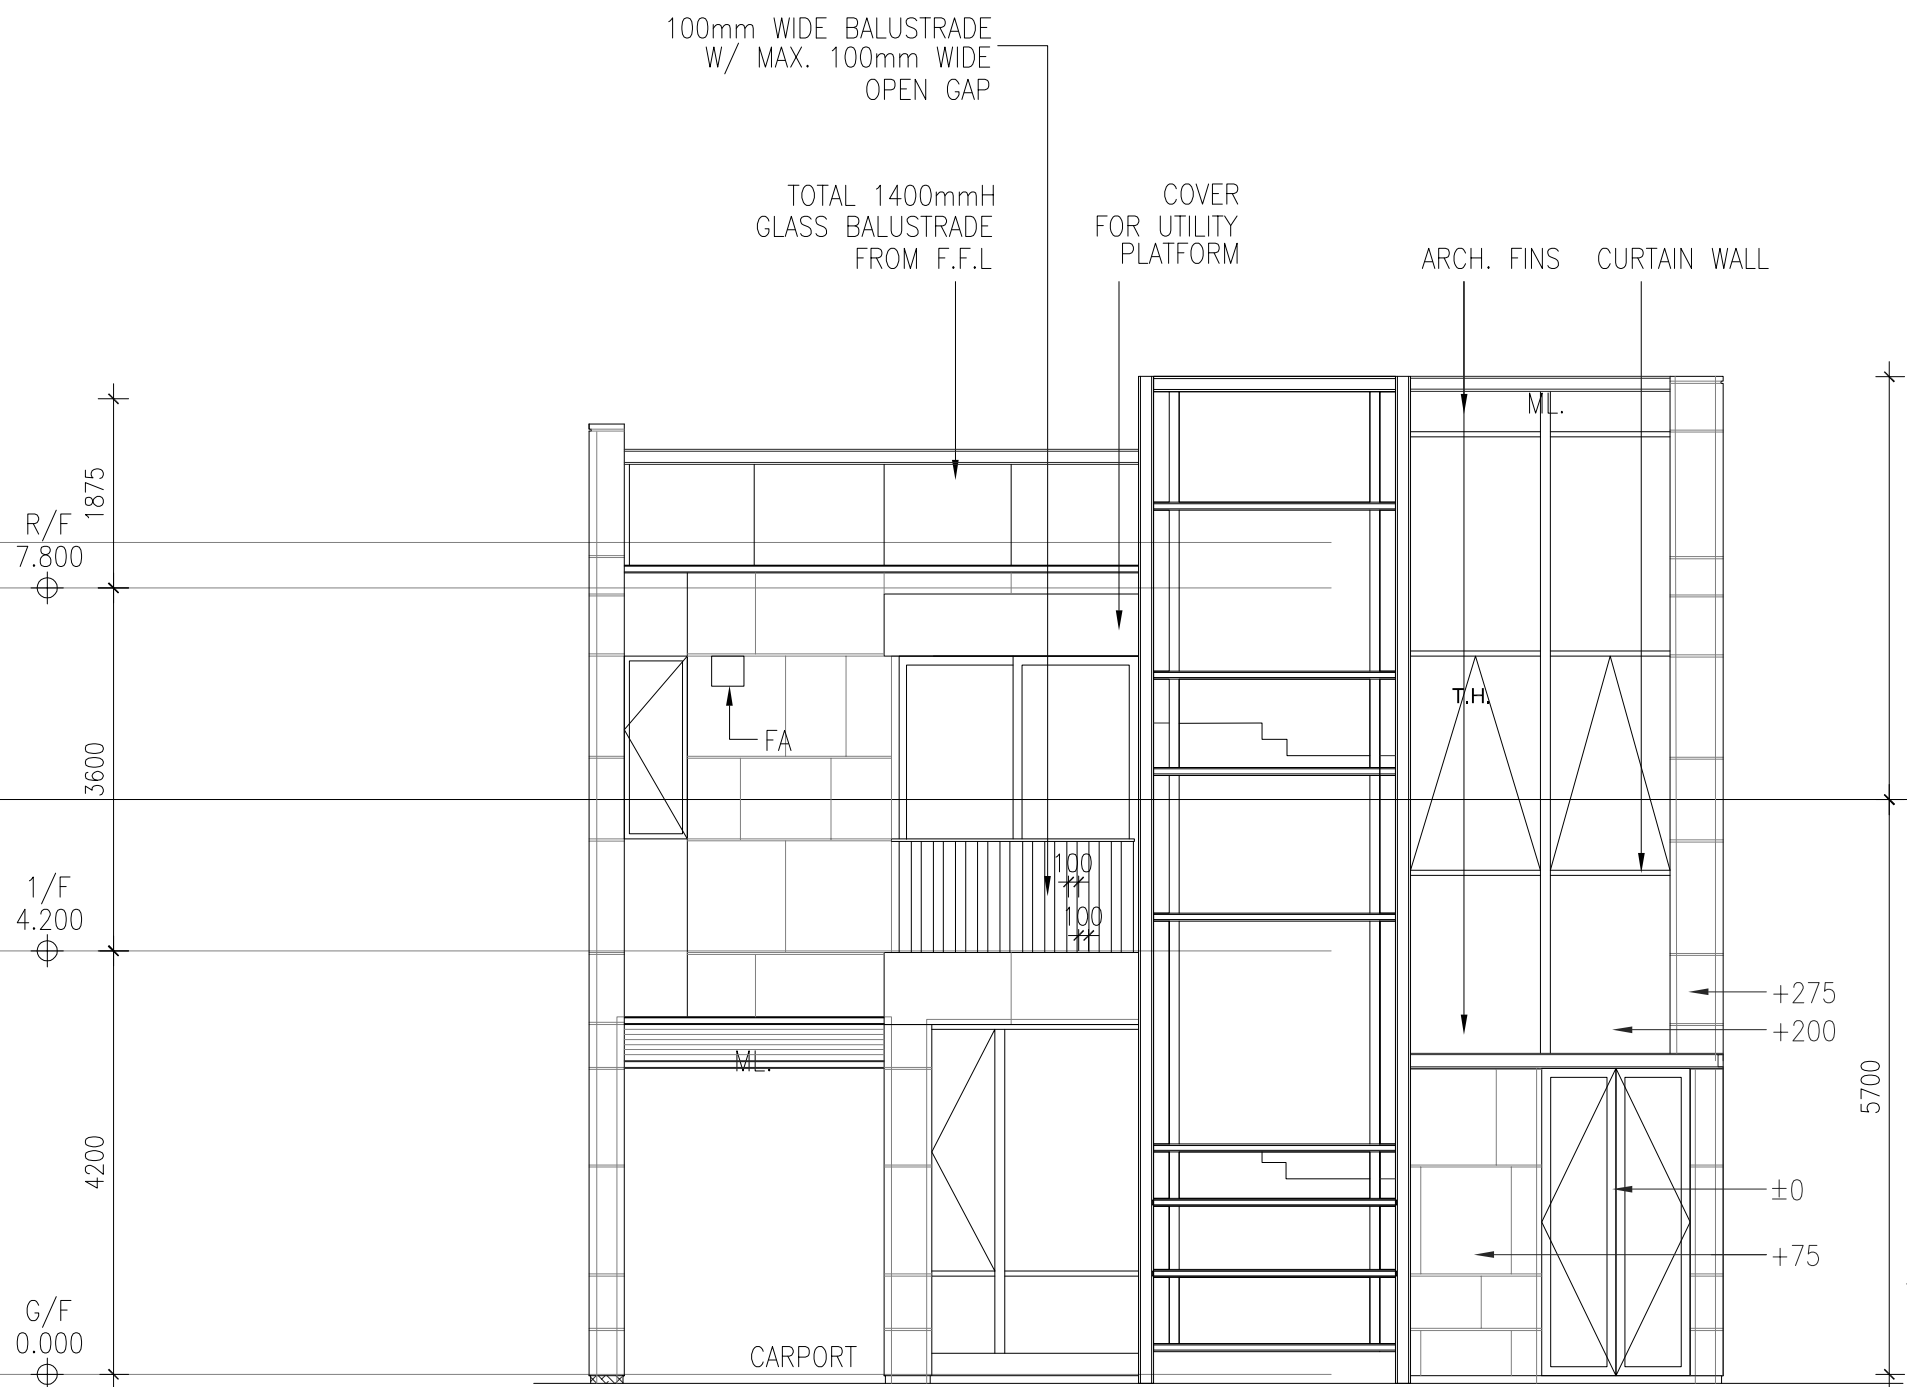 100mm WIDE BALUSTRADE
W/ MAX. 100mm WIDE
OPEN GAP
TOTAL 1400mmH
GLASS BALUSTRADE
FROM F.F.L
COVER
FOR UTILITY
PLATFORM
ARCH. FINS
CURTAIN WALL
ML.
1875
R/F
7.800
T.H.
FA
3600
100
1/F
4.200
100
+275
+200
ML.
5700
4200
±0
+75
G/F
0.000
CARPORT